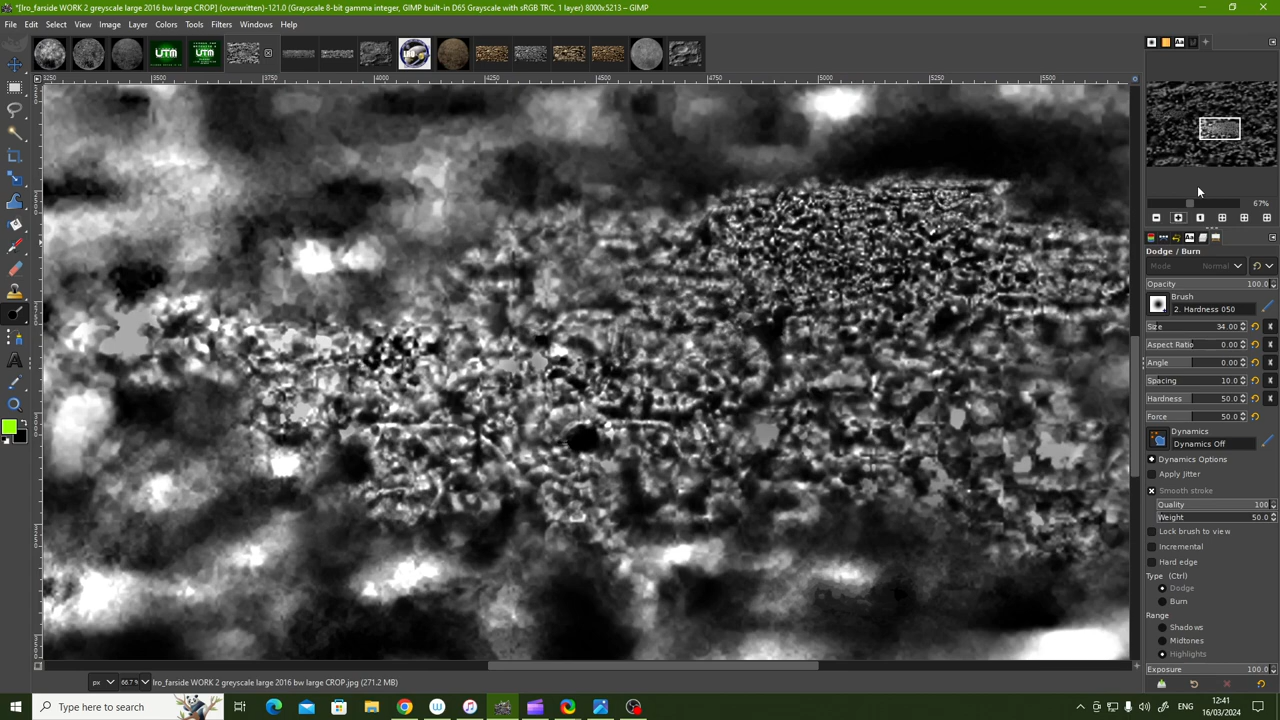 *[lro_farside WORK 2 greyscale large 2016 bw large CROP] (overwritten)-121.0 (Grayscale 8-bit gamma integer, GIMP built-in D65 Grayscale with sRGB TRC, 1 layer) 8000x5213 – GIMP
File Edit Select View Image Layer Colors Tools Filters Windows Help
UTM UTM
3250 3500 3750 4000 4250 4500 4750 5000 5250 5500
67%
Dodge / Burn
Mode Normal
Opacity 100.0
Brush
2. Hardness 050
Size 34.00
Aspect Ratio 0.00
Angle 0.00
Spacing 10.0
Hardness 50.0
Force 50.0
Dynamics
Dynamics Off
Dynamics Options
Apply Jitter
Smooth stroke
Quality 100
Weight 50.0
Lock brush to view
Incremental
Hard edge
Type (Ctrl)
Dodge
Burn
Range
Shadows
Midtones
Highlights
Exposure 100.0
px 66.7 % lro_farside WORK 2 greyscale large 2016 bw large CROP.jpg (271.2 MB)
Type here to search
12:41
16/03/2024